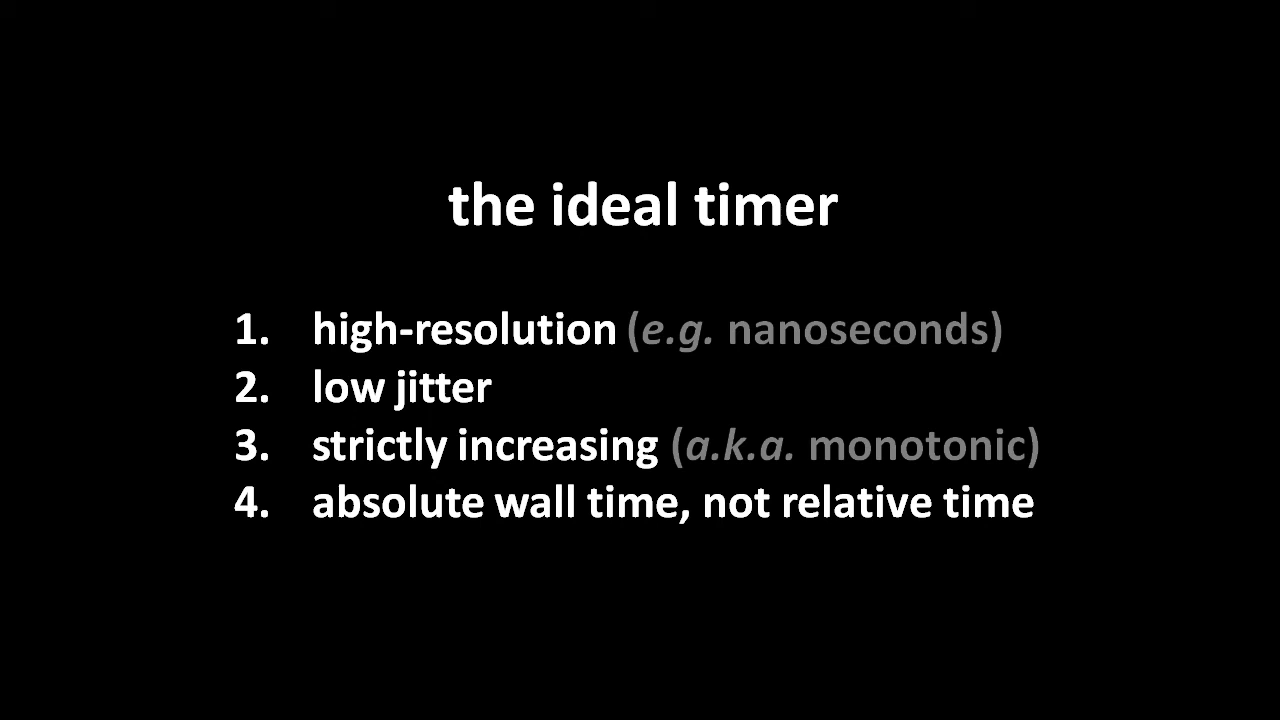 the ideal timer
1. high-resolution (e.g. nanoseconds)
2. low jitter
3. strictly increasing (a.k.a. monotonic)
4. absolute wall time, not relative time